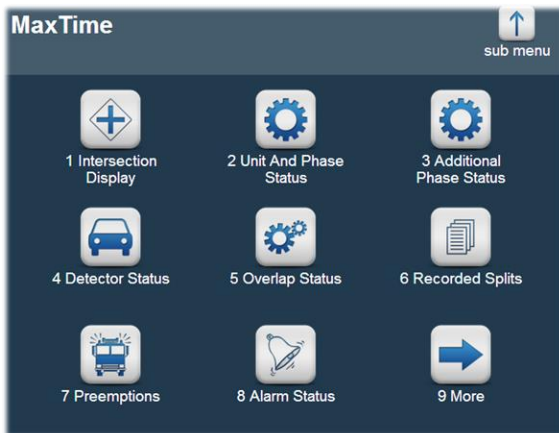 MaxTime
sub menu
1 Intersection
Display
2 Unit And Phase
Status
3 Additional
Phase Status
4 Detector Status
5 Overlap Status
6 Recorded Splits
7 Preemptions
8 Alarm Status
9 More